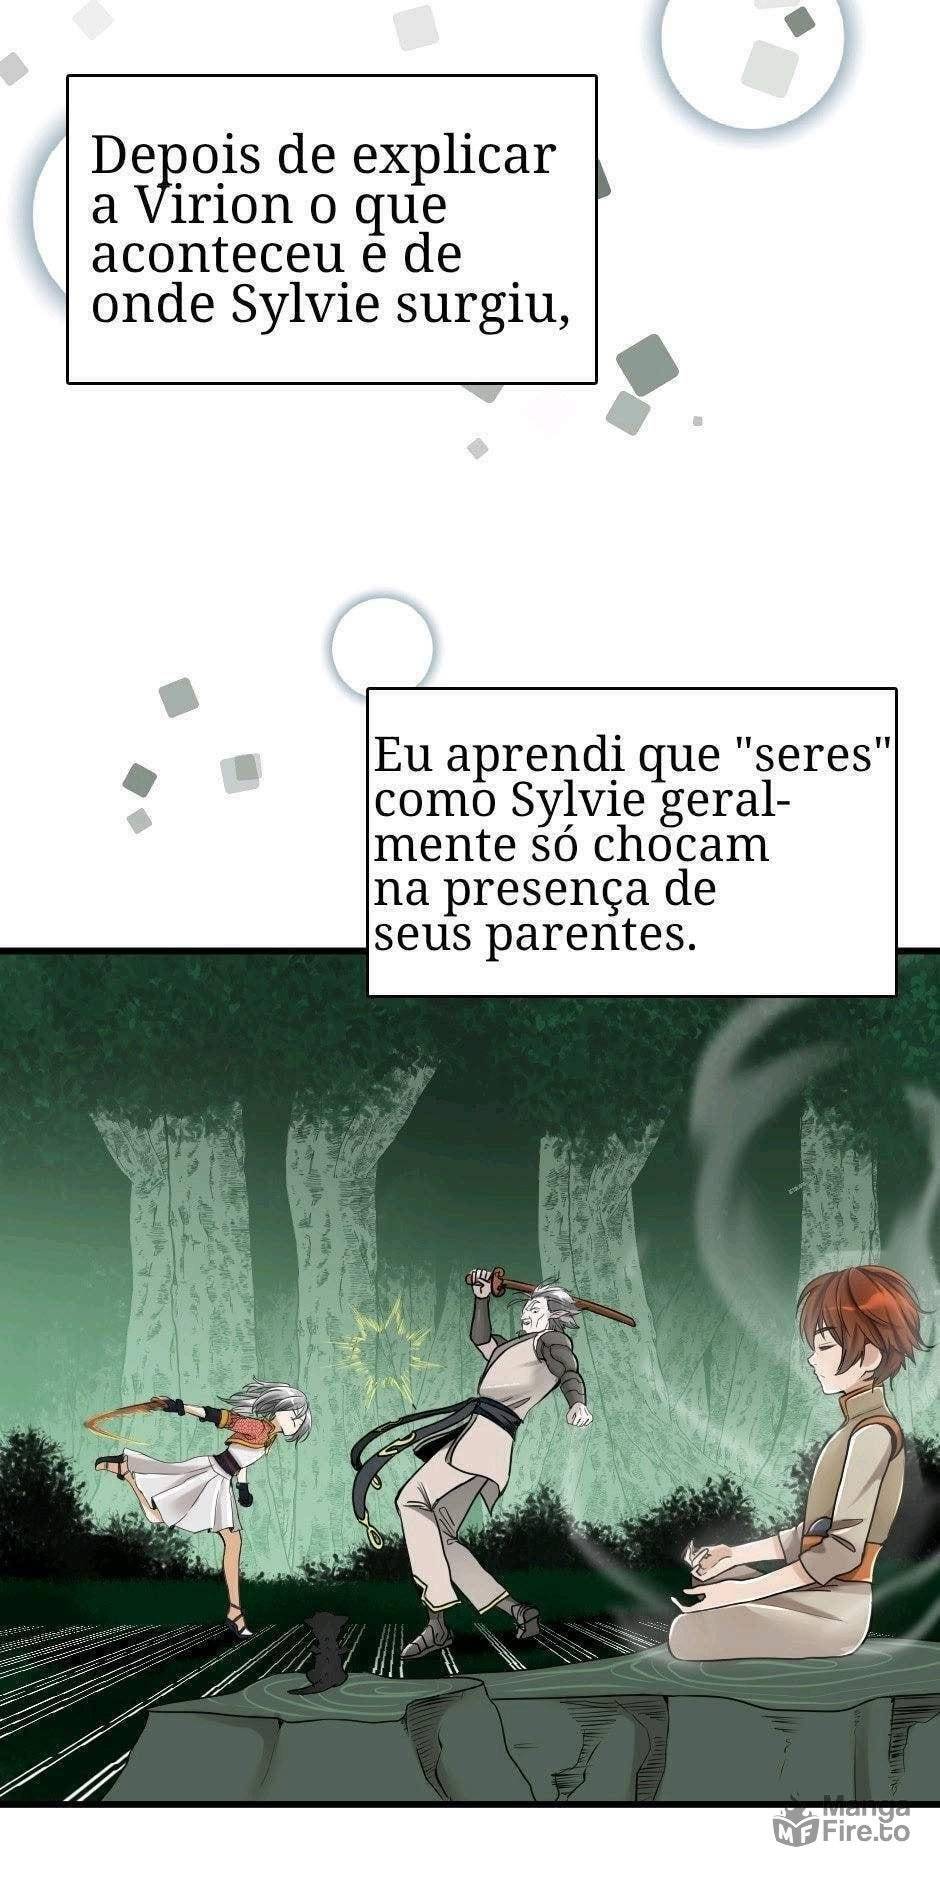 Depois de explicar
a Virion o que
aconteceu e de
onde Sylvie surgiu,
Eu aprendi que "seres"
como Sylvie geral-
mente só chocam
na presença de
seus parentes.
MF
Manga
Fire.to